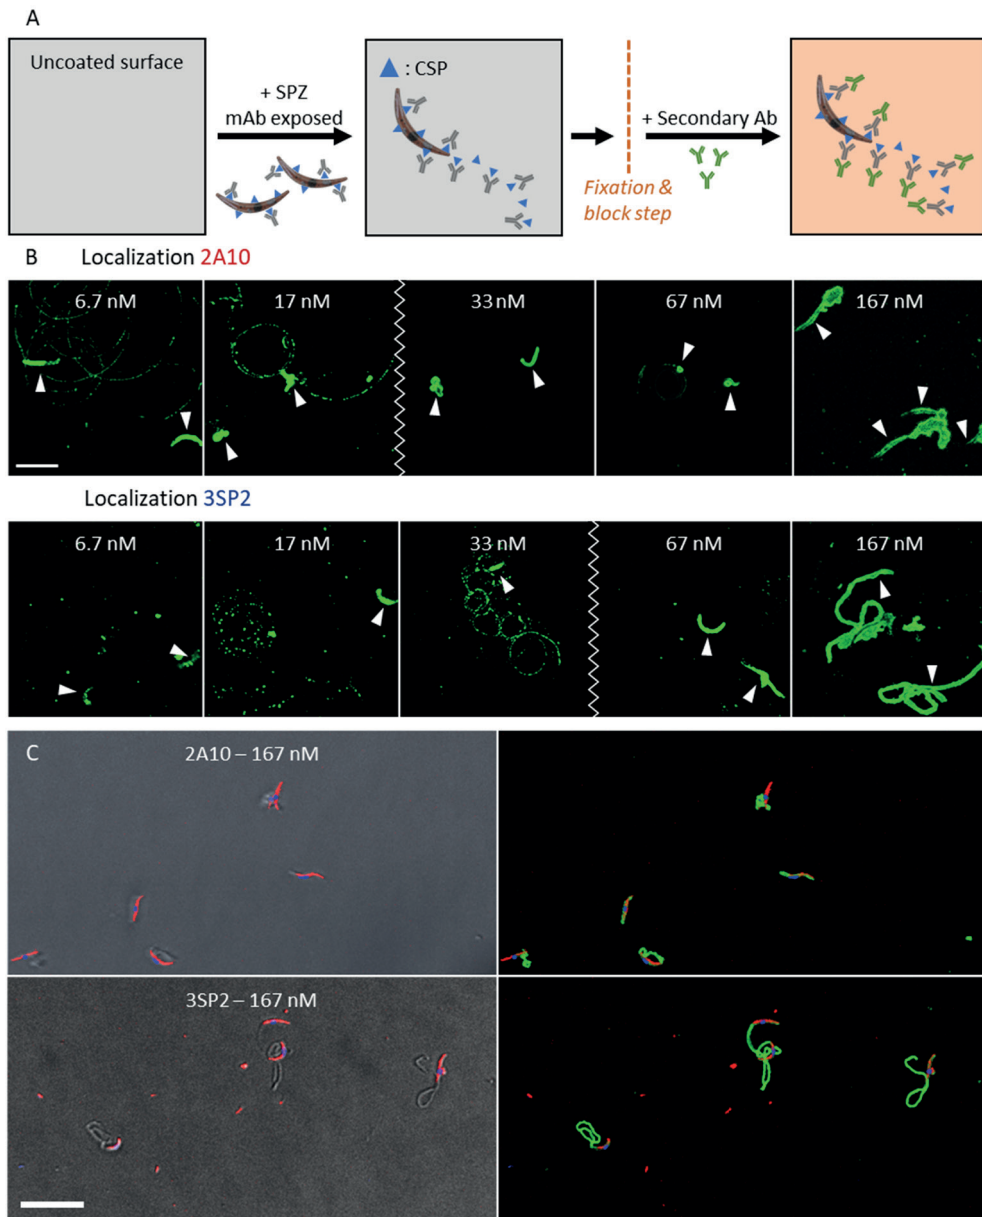 A
Uncoated surface
+ SPZ
mAb exposed
: CSP
Fixation &
block step
+ Secondary Ab
B Localization 2A10
6.7 nM 17 nM 33 nM 67 nM 167 nM
Localization 3SP2
6.7 nM 17 nM 33 nM 67 nM 167 nM
C 2A10 – 167 nM
3SP2 – 167 nM